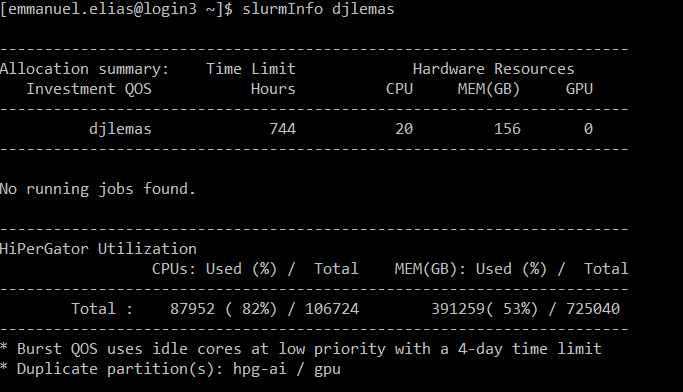 [emmanuel.elias@login3 ~]$ slurmInfo djlemas
----------------------------------------------------------------------
Allocation summary:    Time Limit             Hardware Resources
   Investment QOS           Hours          CPU     MEM(GB)     GPU
----------------------------------------------------------------------
          djlemas             744           20         156       0
----------------------------------------------------------------------
No running jobs found.
----------------------------------------------------------------------
HiPerGator Utilization
                 CPUs: Used (%) /  Total    MEM(GB): Used (%) /  Total
----------------------------------------------------------------------
        Total :    87952 ( 82%) / 106724        391259( 53%) / 725040
----------------------------------------------------------------------
* Burst QOS uses idle cores at low priority with a 4-day time limit
* Duplicate partition(s): hpg-ai / gpu